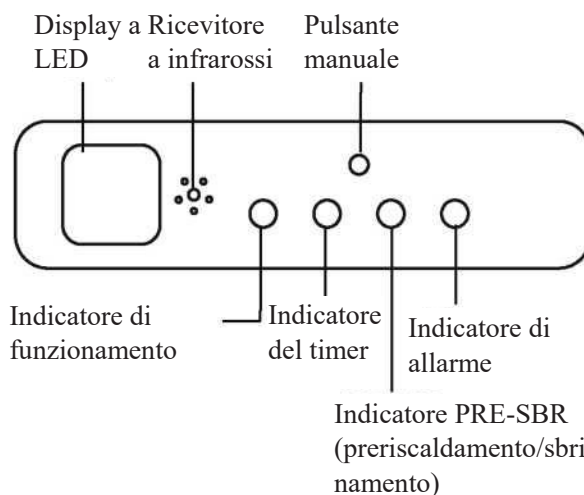 Display a
LED
Ricevitore
a infrarossi
Pulsante
manuale
Indicatore di
funzionamento
Indicatore
del timer
Indicatore di
allarme
Indicatore PRE-SBR
(preriscaldamento/sbri
namento)